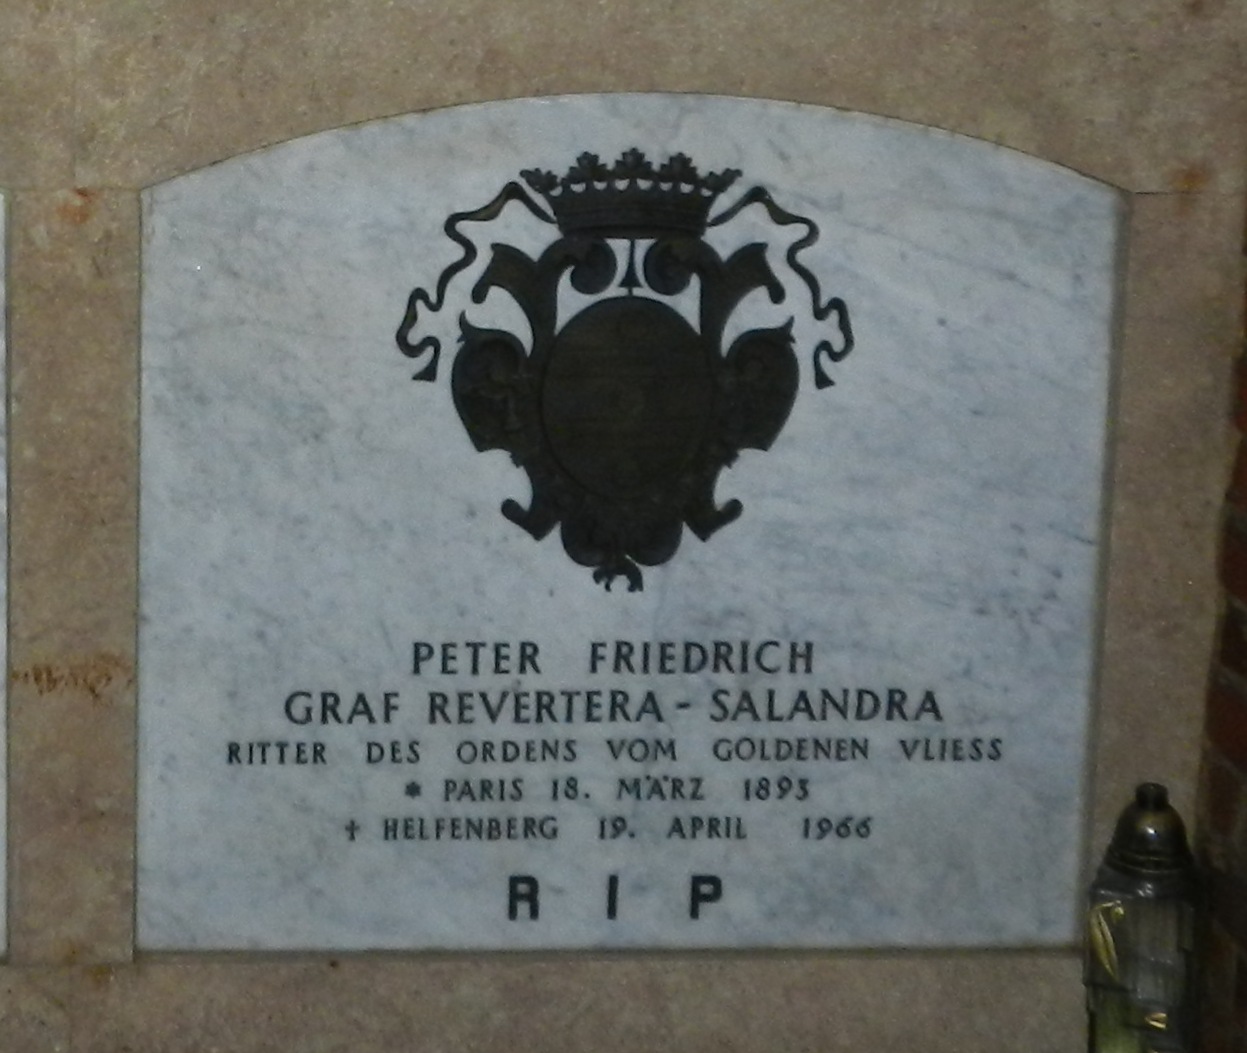 PETER FRIEDRICH
GRAF REVERTERA - SALANDRA
RITTER DES ORDENS VOM GOLDENEN VLIESS
* PARIS 18. MÄRZ 1893
† HELFENBERG 19. APRIL 1966
R I P